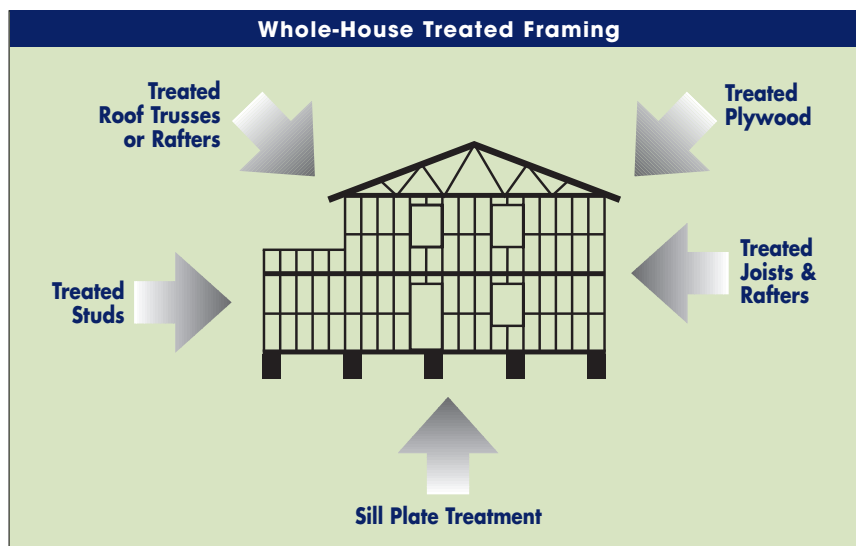 Whole-House Treated Framing
Treated
Roof Trusses
or Rafters
Treated
Plywood
Treated
Studs
Treated
Joists &
Rafters
Sill Plate Treatment